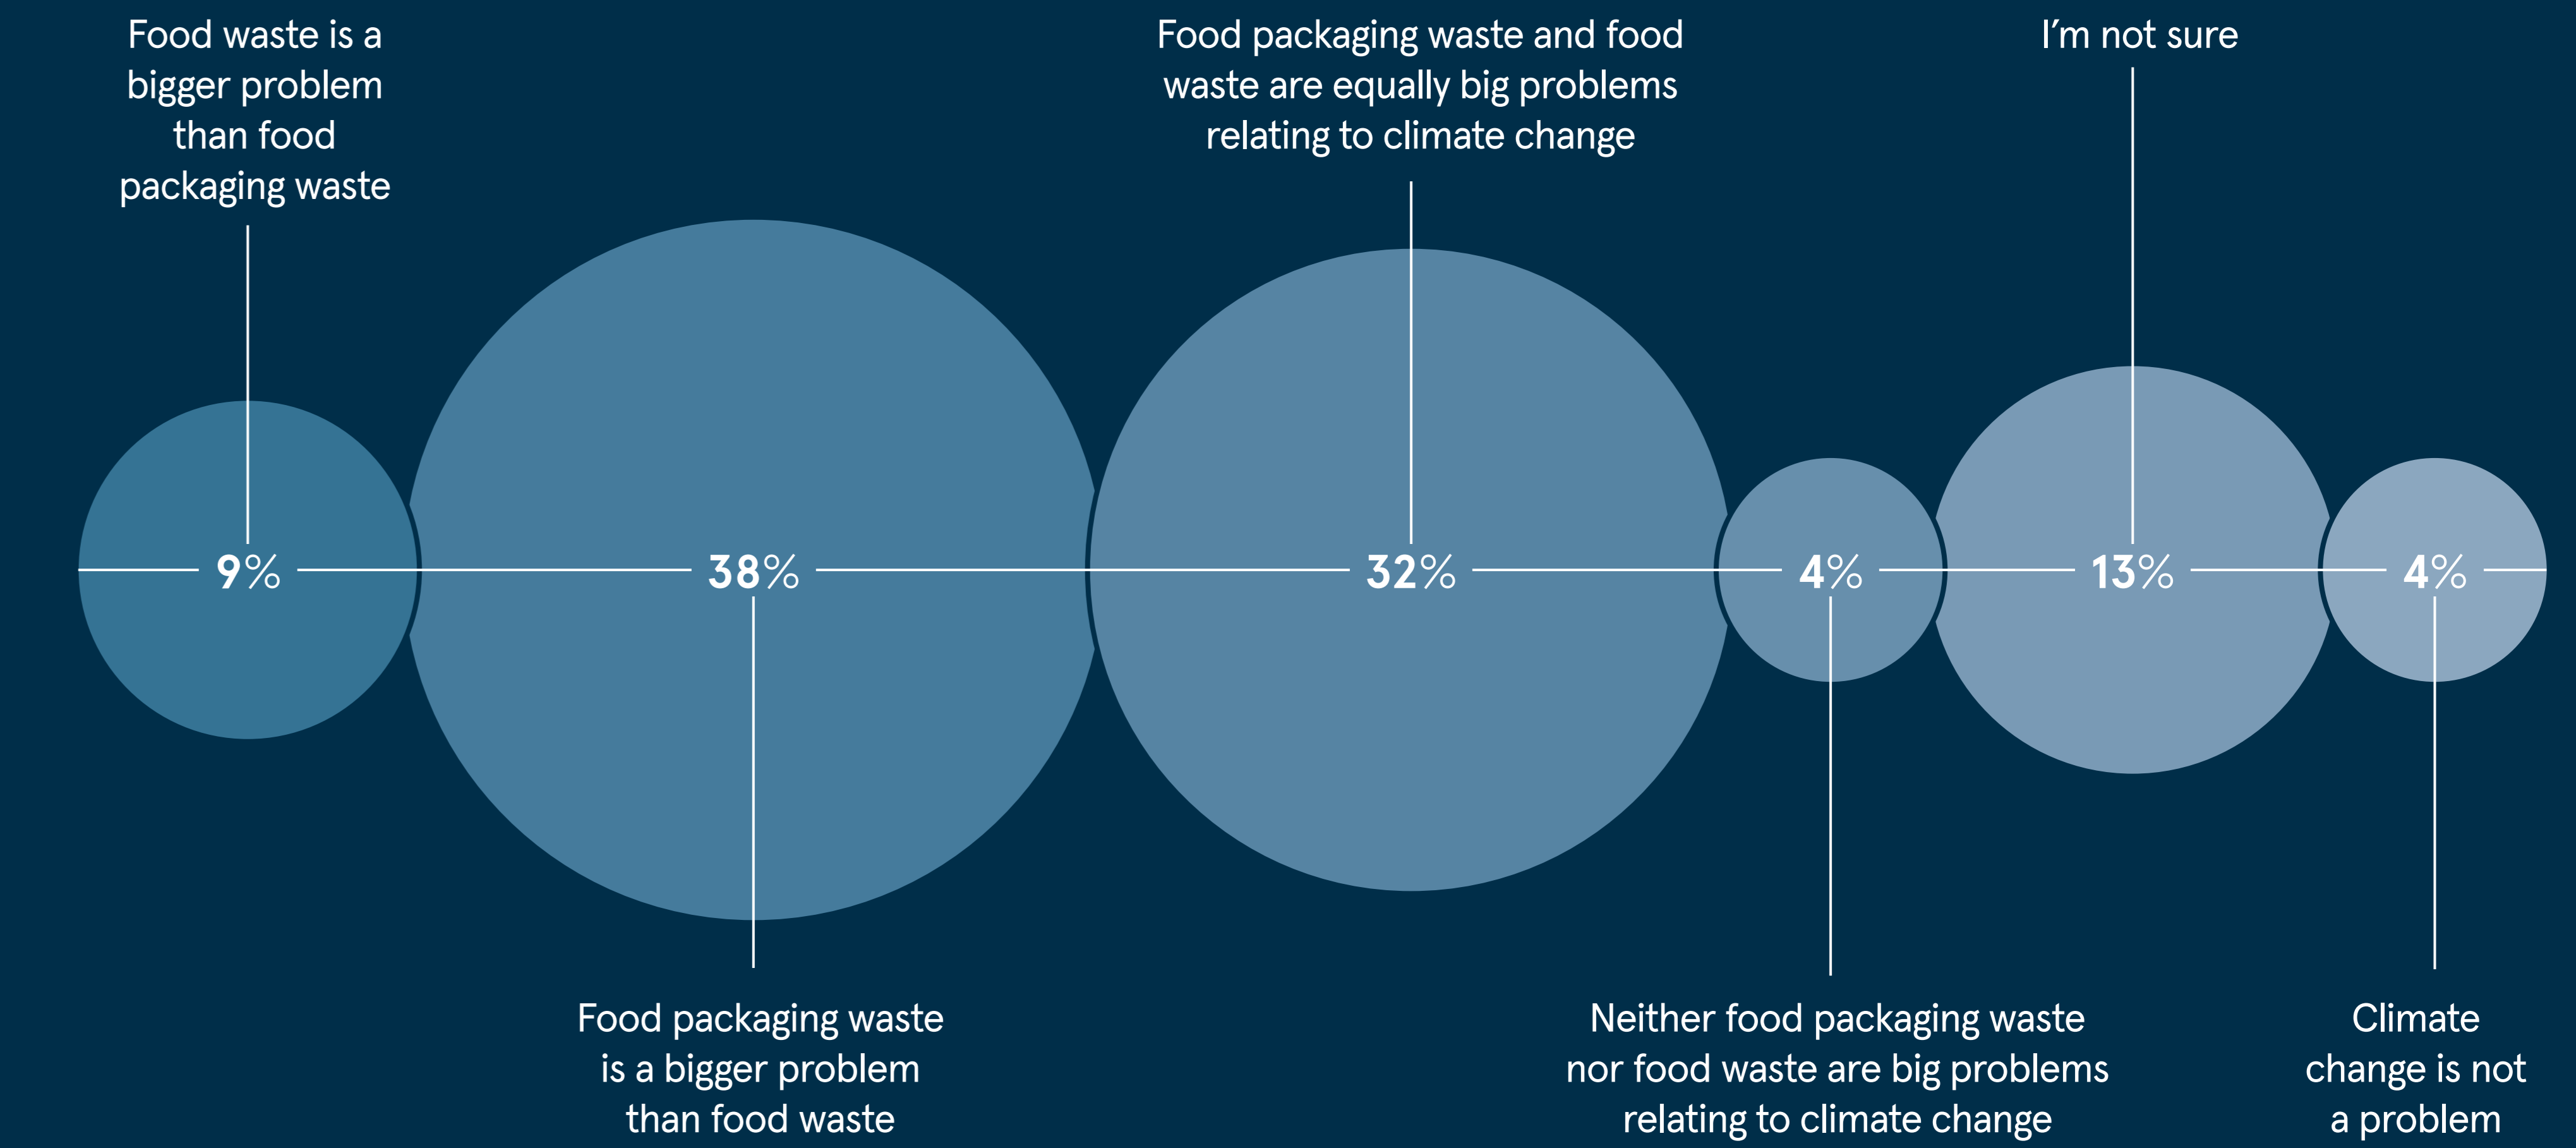 Food waste is a
bigger problem
than food
packaging waste
Food packaging waste and food
waste are equally big problems
relating to climate change
I’m not sure
9%
38%
32%
4%
13%
4%
Food packaging waste
is a bigger problem
than food waste
Neither food packaging waste
nor food waste are big problems
relating to climate change
Climate
change is not
a problem